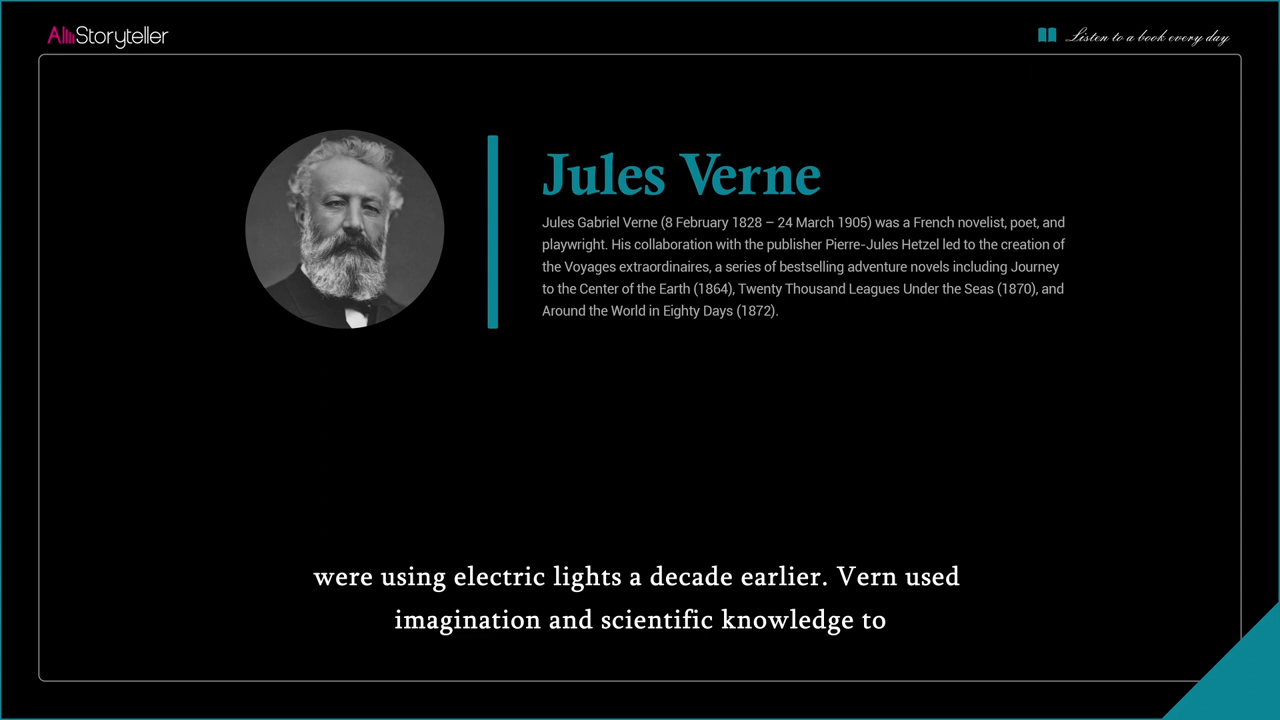 AllStoryteller
Listen to a book every day
Jules Verne
Jules Gabriel Verne (8 February 1828 – 24 March 1905) was a French novelist, poet, and
playwright. His collaboration with the publisher Pierre-Jules Hetzel led to the creation of
the Voyages extraordinaires, a series of bestselling adventure novels including Journey
to the Center of the Earth (1864), Twenty Thousand Leagues Under the Seas (1870), and
Around the World in Eighty Days (1872).
were using electric lights a decade earlier. Vern used
imagination and scientific knowledge to